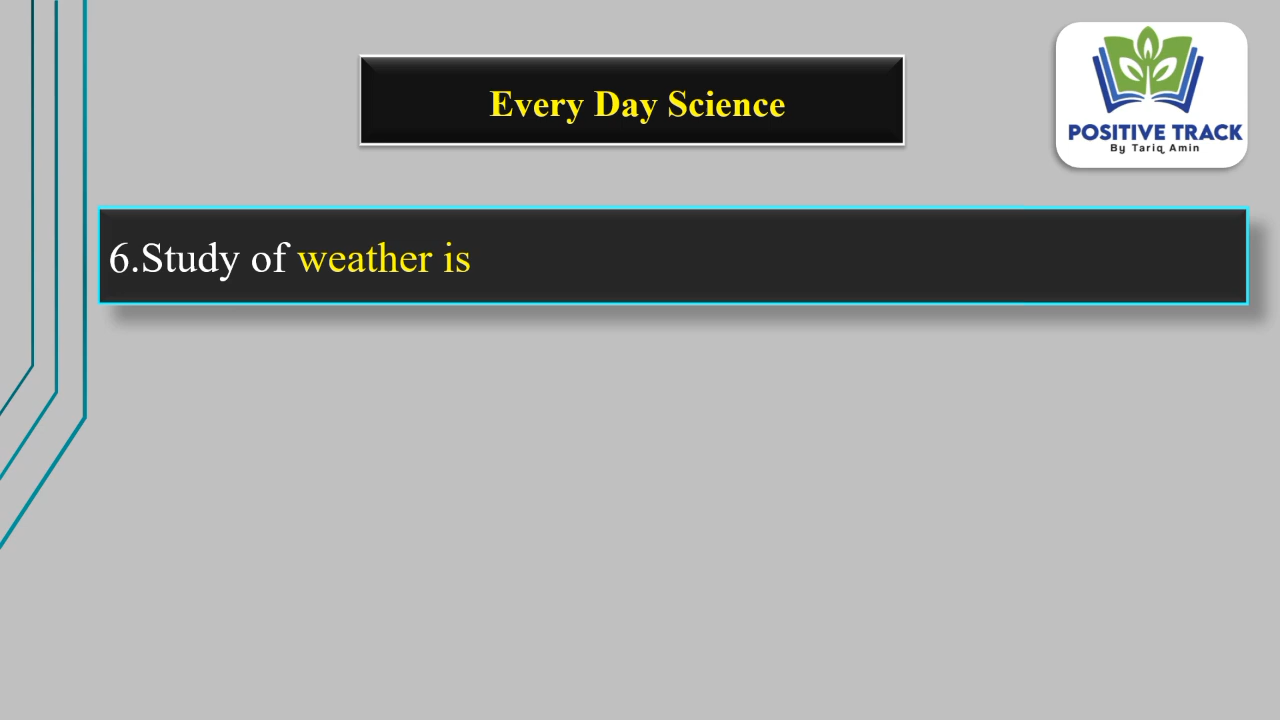 Every Day Science
POSITIVE TRACK
By Tariq Amin
6.Study of weather is